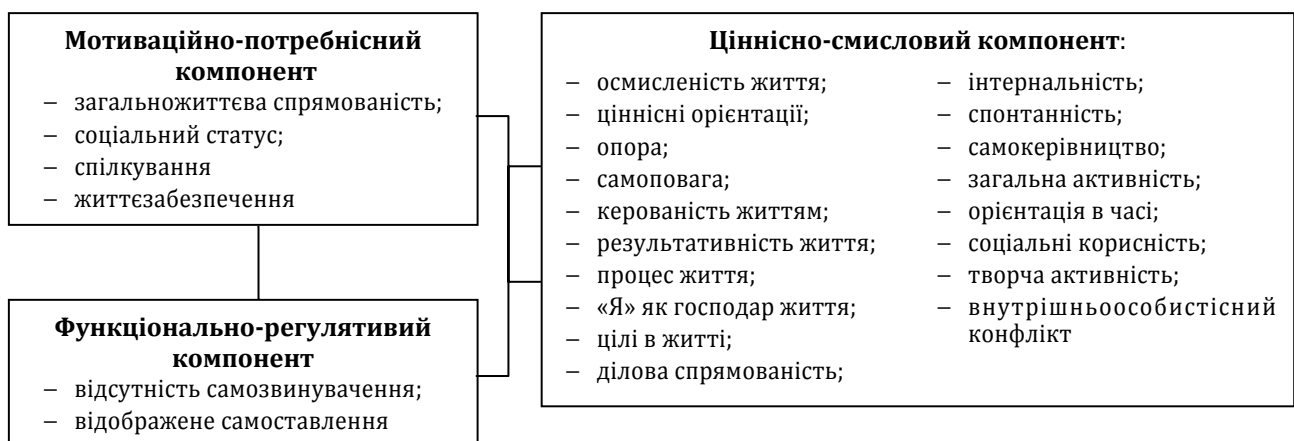 Мотиваційно-потребнісний
компонент
− загальножиттєва спрямованість;
− соціальний статус;
− спілкування
− життєзабезпечення
Функціонально-регулятивий
компонент
− відсутність самозвинувачення;
− відображене самоставлення
Ціннісно-смисловий компонент:
− осмисленість життя;
− ціннісні орієнтації;
− опора;
− самоповага;
− керованість життям;
− результативність життя;
− процес життя;
− «Я» як господар життя;
− цілі в житті;
− ділова спрямованість;
− інтернальність;
− спонтанність;
− самокерівництво;
− загальна активність;
− орієнтація в часі;
− соціальні корисність;
− творча активність;
− внутрішньоособистісний
конфлікт